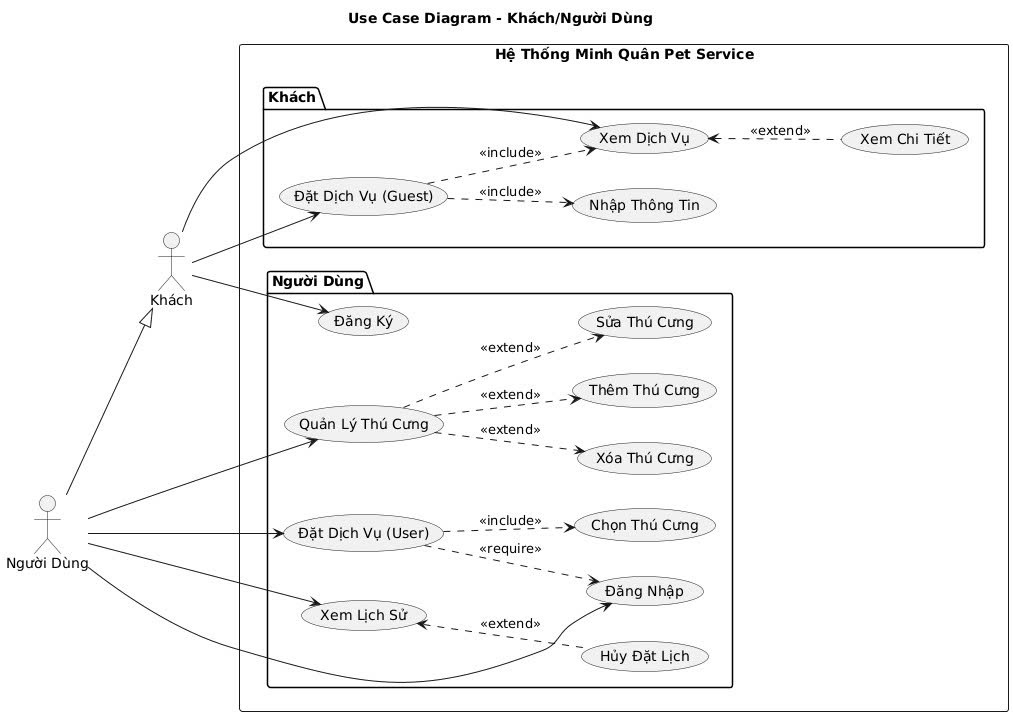 Use Case Diagram - Khách/Người Dùng
Hệ Thống Minh Quân Pet Service
Khách
Xem Dịch Vụ
«extend»
Xem Chi Tiết
«include»
Đặt Dịch Vụ (Guest)
«include»
Nhập Thông Tin
Khách
Người Dùng
Đăng Ký
Sửa Thú Cưng
«extend»
Thêm Thú Cưng
«extend»
Quản Lý Thú Cưng
«extend»
Xóa Thú Cưng
Đặt Dịch Vụ (User)
«include»
Chọn Thú Cưng
«require»
Đăng Nhập
Người Dùng
Xem Lịch Sử
«extend»
Hủy Đặt Lịch